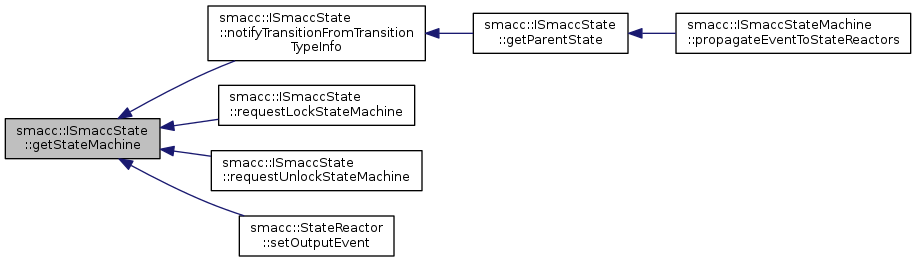 smacc::ISmaccState
::getStateMachine
smacc::ISmaccState
::notifyTransitionFromTransition
TypeInfo
smacc::ISmaccState
::getParentState
smacc::ISmaccStateMachine
::propagateEventToStateReactors
smacc::ISmaccState
::requestLockStateMachine
smacc::ISmaccState
::requestUnlockStateMachine
smacc::StateReactor
::setOutputEvent